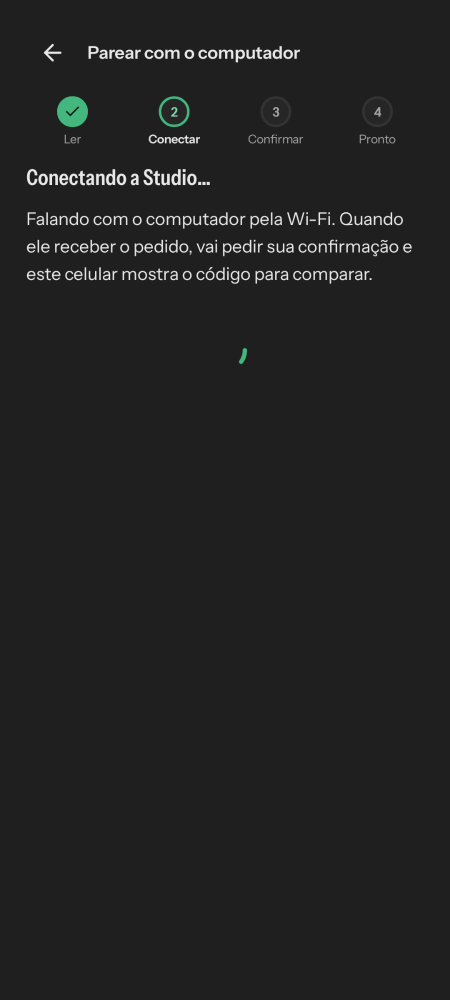 Parear com o computador
2
3
4
Ler
Conectar
Confirmar
Pronto
Conectando a Studio...
Falando com o computador pela Wi-Fi. Quando
ele receber o pedido, vai pedir sua confirmação e
este celular mostra o código para comparar.